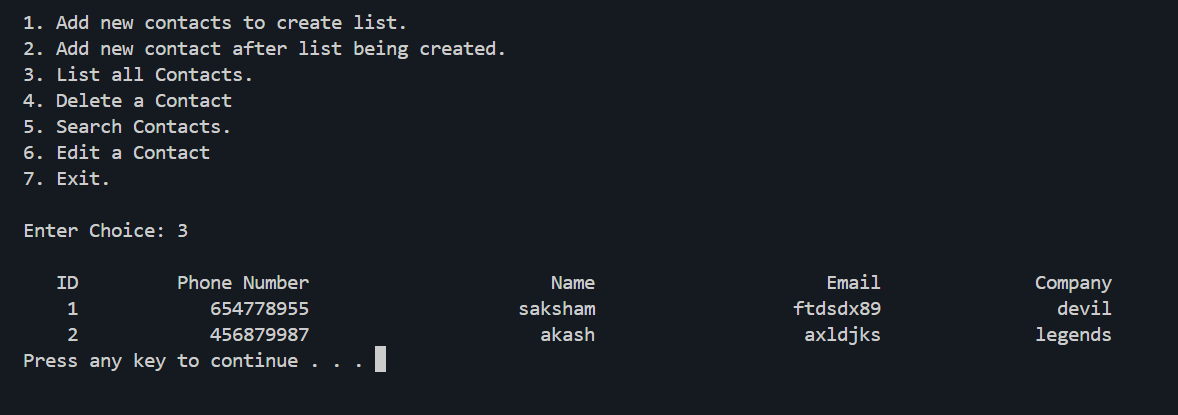 1. Add new contacts to create list.
2. Add new contact after list being created.
3. List all Contacts.
4. Delete a Contact
5. Search Contacts.
6. Edit a Contact
7. Exit.
Enter Choice: 3
ID Phone Number Name Email Company
1 654778955 saksham ftdsdx89 devil
2 456879987 akash axldjks legends
Press any key to continue . . .